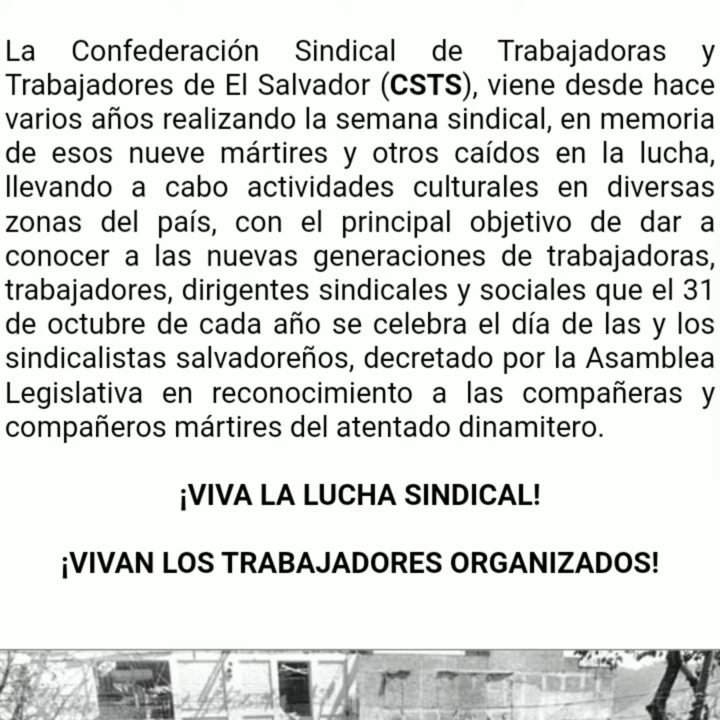 La Confederación Sindical de Trabajadoras y
Trabajadores de El Salvador (CSTS), viene desde hace
varios años realizando la semana sindical, en memoria
de esos nueve mártires y otros caídos en la lucha,
llevando a cabo actividades culturales en diversas
zonas del país, con el principal objetivo de dar a
conocer a las nuevas generaciones de trabajadoras,
trabajadores, dirigentes sindicales y sociales que el 31
de octubre de cada año se celebra el día de las y los
sindicalistas salvadoreños, decretado por la Asamblea
Legislativa en reconocimiento a las compañeras y
compañeros mártires del atentado dinamitero.
¡VIVA LA LUCHA SINDICAL!
¡VIVAN LOS TRABAJADORES ORGANIZADOS!